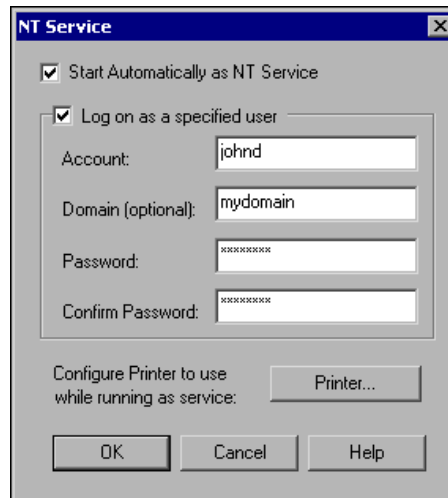 NT Service
Start Automatically as NT Service
Log on as a specified user
Account: johnd
Domain (optional): mydomain
Password: ********
Confirm Password: ********
Configure Printer to use
while running as service:
Printer...
OK Cancel Help